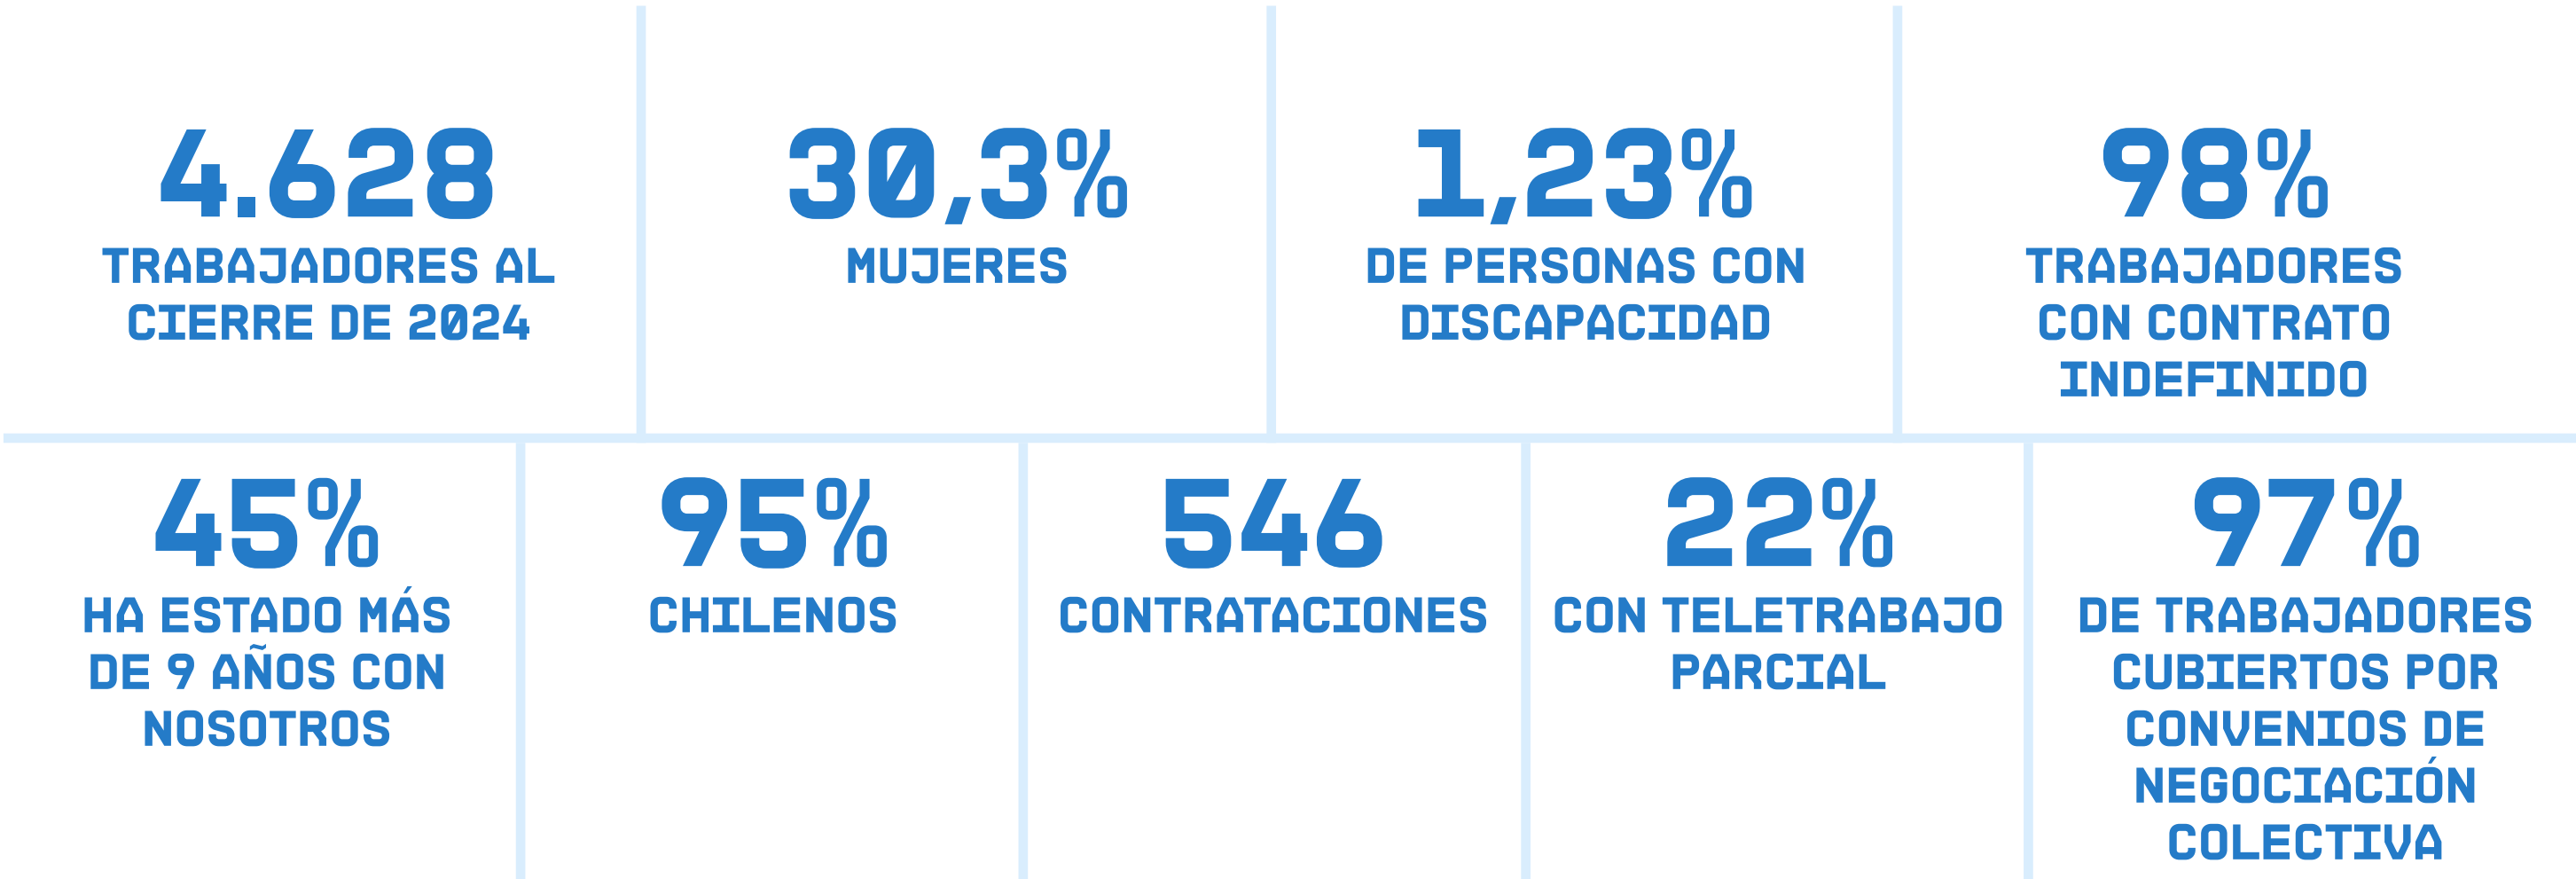 4.628
TRABAJADORES AL
CIERRE DE 2024
30,3%
MUJERES
1,23%
DE PERSONAS CON
DISCAPACIDAD
98%
TRABAJADORES
CON CONTRATO
INDEFINIDO
45%
HA ESTADO MÁS
DE 9 AÑOS CON
NOSOTROS
95%
CHILENOS
546
CONTRATACIONES
22%
CON TELETRABAJO
PARCIAL
97%
DE TRABAJADORES
CUBIERTOS POR
CONVENIOS DE
NEGOCIACIÓN
COLECTIVA